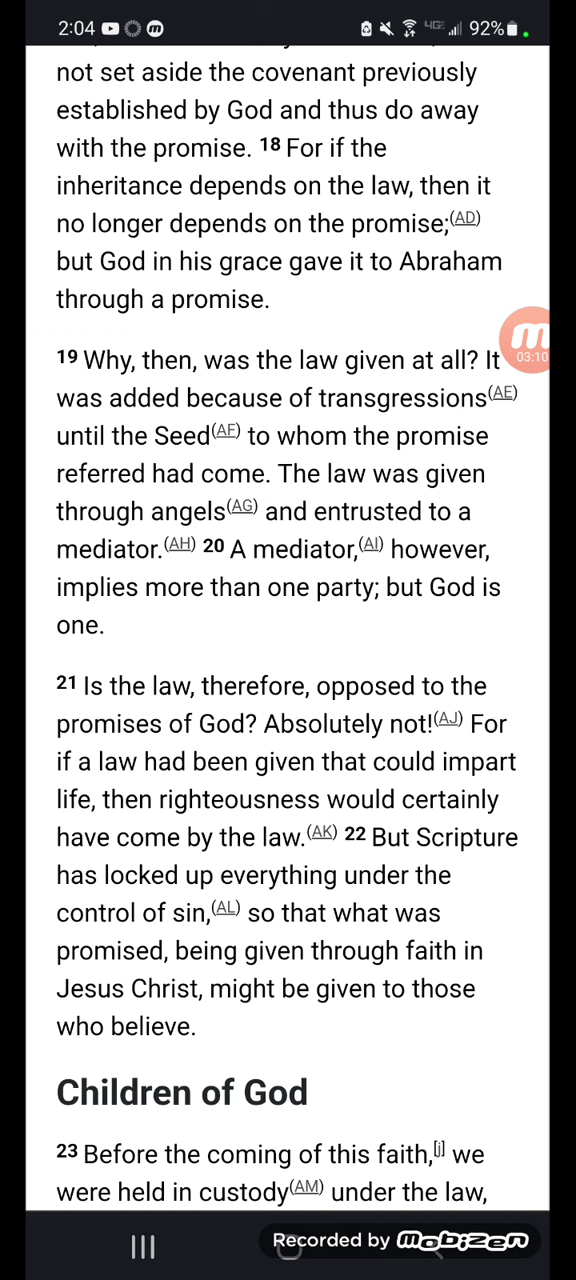 2:04 4GE 92%
not set aside the covenant previously
established by God and thus do away
with the promise. 18 For if the
inheritance depends on the law, then it
no longer depends on the promise;(AD)
but God in his grace gave it to Abraham
through a promise.
19 Why, then, was the law given at all? It
03:10
was added because of transgressions(AE)
until the Seed(AF) to whom the promise
referred had come. The law was given
through angels(AG) and entrusted to a
mediator.(AH) 20 A mediator,(AI) however,
implies more than one party; but God is
one.
21 Is the law, therefore, opposed to the
promises of God? Absolutely not!(AJ) For
if a law had been given that could impart
life, then righteousness would certainly
have come by the law.(AK) 22 But Scripture
has locked up everything under the
control of sin,(AL) so that what was
promised, being given through faith in
Jesus Christ, might be given to those
who believe.
Children of God
23 Before the coming of this faith,[j] we
were held in custody(AM) under the law,
Recorded by mobizen